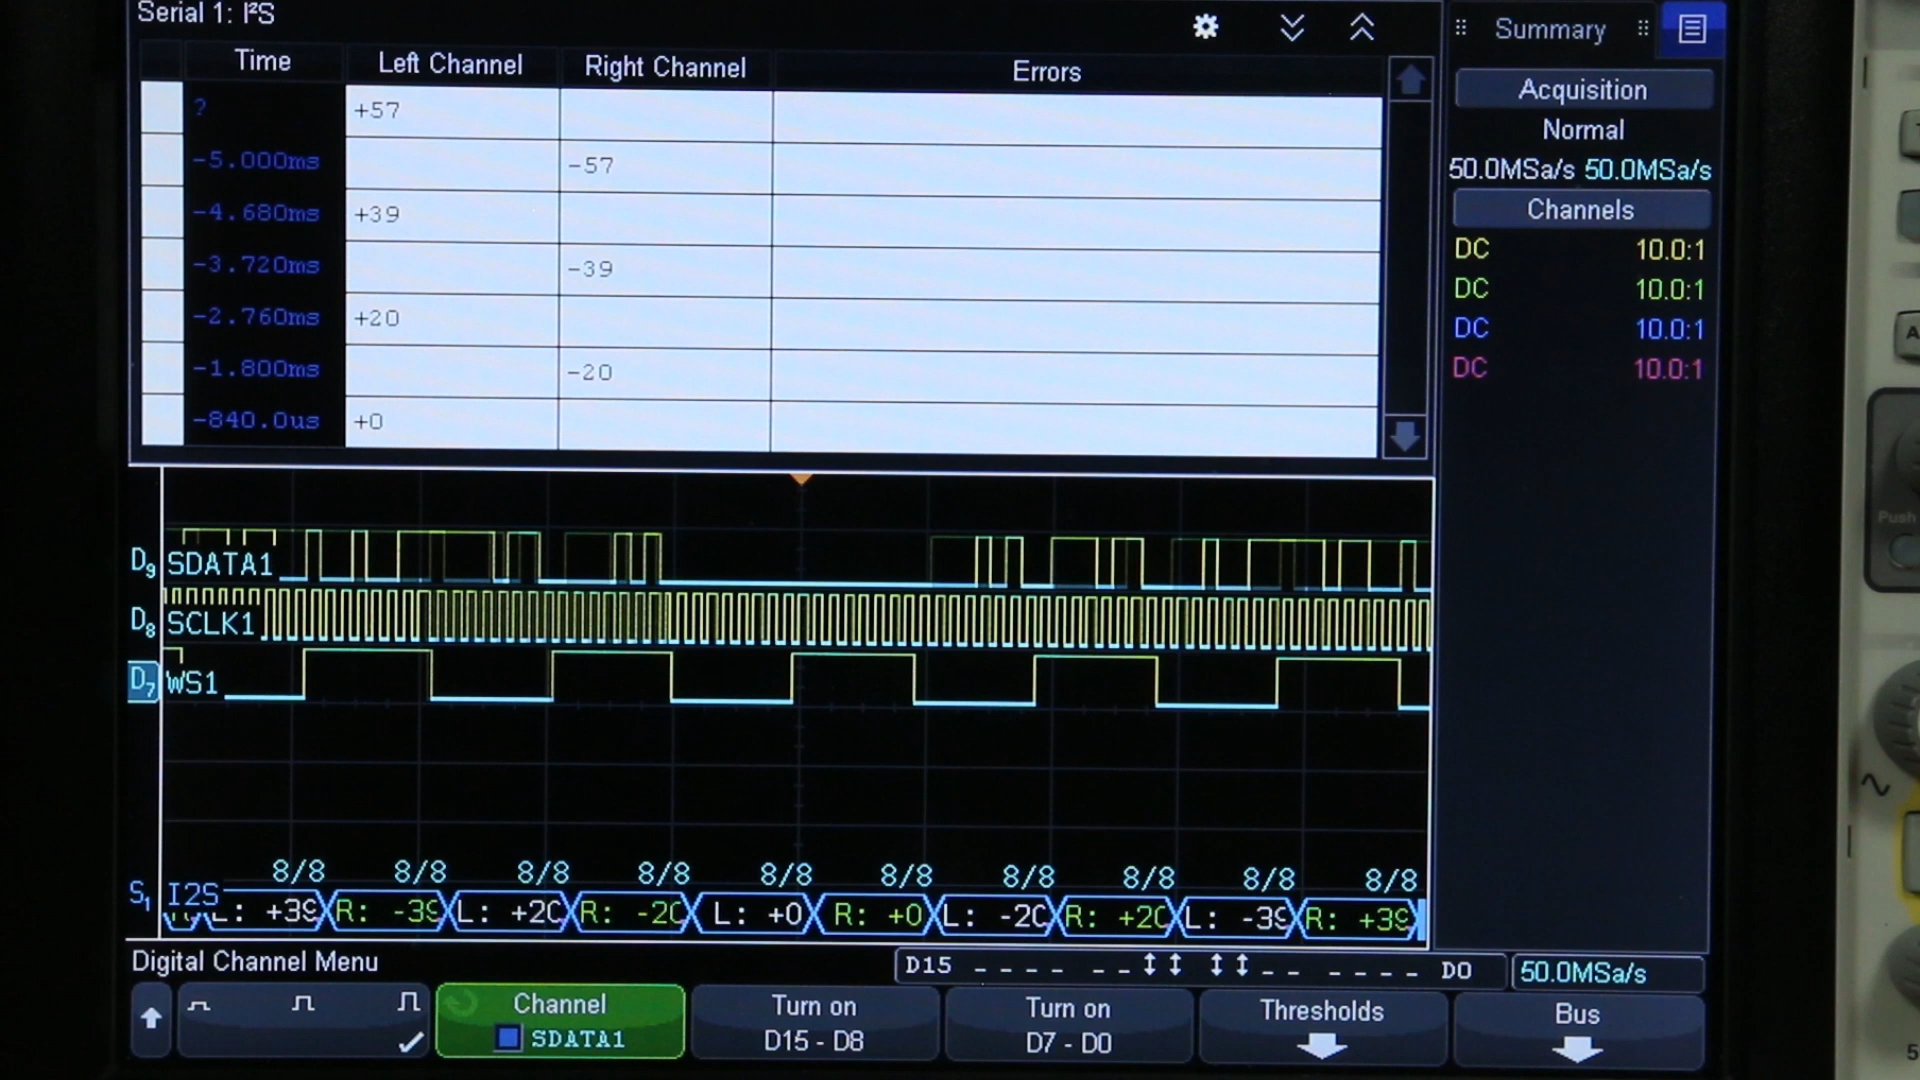 Serial 1: I²S
Time Left Channel Right Channel Errors
? +57
-5.000ms -57
-4.680ms +39
-3.720ms -39
-2.760ms +20
-1.800ms -20
-840.0us +0
Summary
Acquisition
Normal
50.0MSa/s 50.0MSa/s
Channels
DC 10.0:1
DC 10.0:1
DC 10.0:1
DC 10.0:1
D9 SDATA1
D8 SCLK1
D7 WS1
8/8 8/8 8/8 8/8 8/8 8/8 8/8 8/8 8/8 8/8
S1 I2S
L: +39 R: -39 L: +20 R: -20 L: +0 R: +0 L: -20 R: +20 L: -39 R: +39
Digital Channel Menu
D15 - - - - - - ↕ ↕ ↕ ↕ - - - - - - D0
50.0MSa/s
Channel
SDATA1
Turn on
D15 - D8
Turn on
D7 - D0
Thresholds
Bus
Push